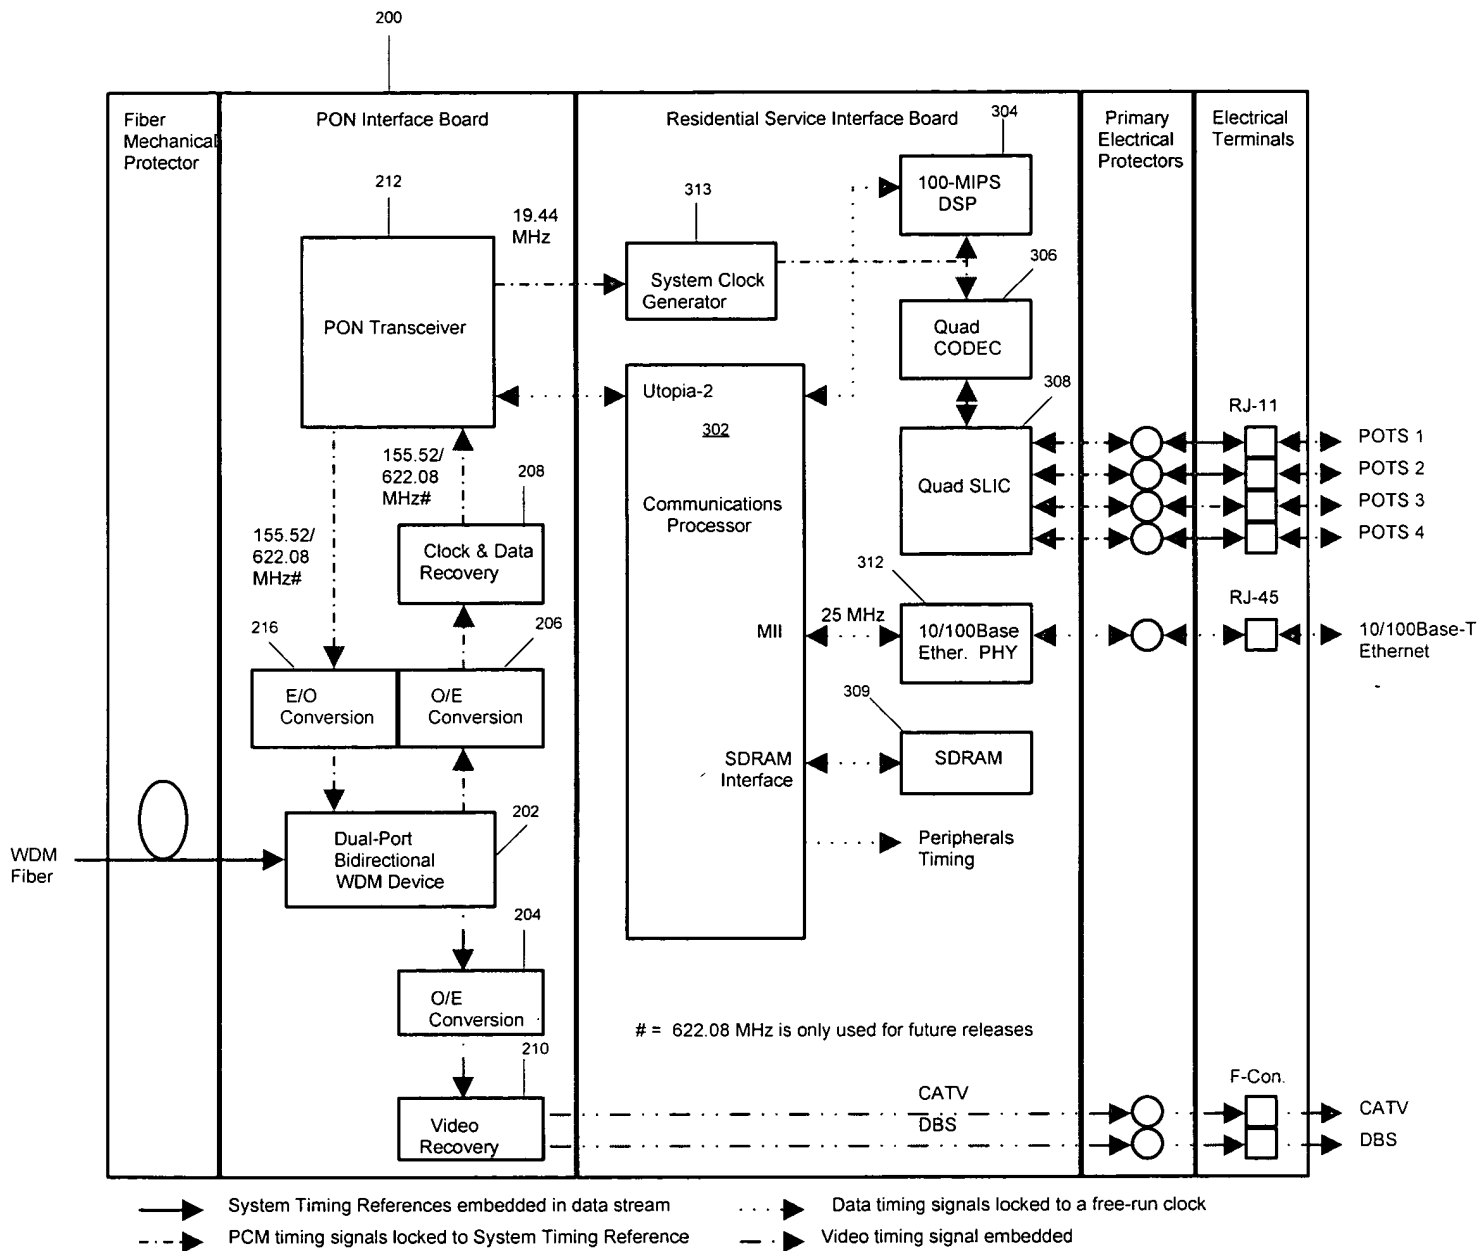 200
Fiber
Mechanical
Protector
PON Interface Board
Residential Service Interface Board
Primary
Electrical
Protectors
Electrical
Terminals
212
19.44
MHz
313
304
100-MIPS
DSP
System Clock
Generator
306
PON Transceiver
Quad
CODEC
Utopia-2
302
308
RJ-11
POTS 1
POTS 2
POTS 3
POTS 4
155.52/
622.08
MHz#
208
Quad SLIC
Communications
Processor
155.52/
622.08
MHz#
Clock & Data
Recovery
312
RJ-45
216
206
MII
25 MHz
10/100Base
Ether. PHY
10/100Base-T
Ethernet
E/O
Conversion
O/E
Conversion
309
SDRAM
Interface
SDRAM
202
Dual-Port
Bidirectional
WDM Device
Peripherals
Timing
WDM
Fiber
204
O/E
Conversion
# = 622.08 MHz is only used for future releases
210
Video
Recovery
CATV
DBS
F-Con.
CATV
DBS
System Timing References embedded in data stream
Data timing signals locked to a free-run clock
PCM timing signals locked to System Timing Reference
Video timing signal embedded